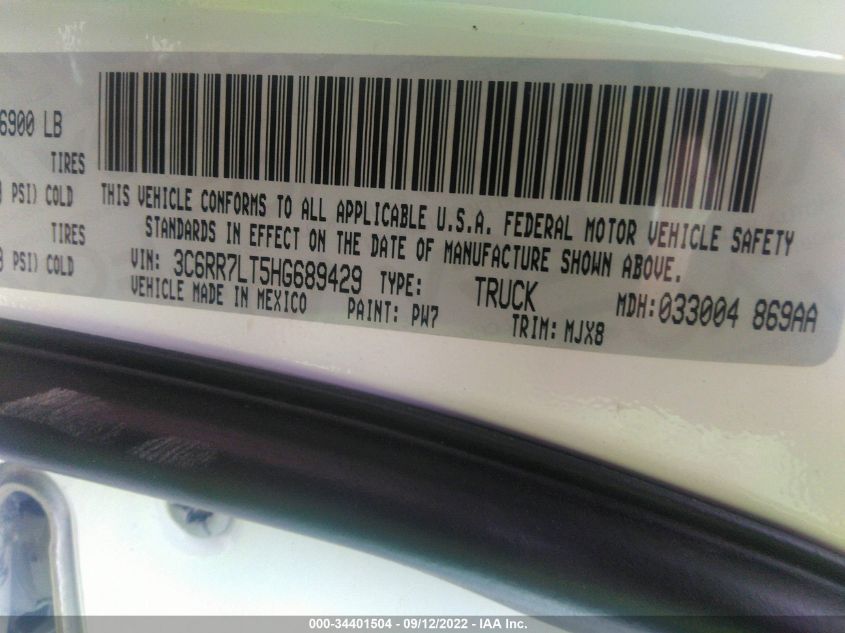 6900 LB
TIRES
PSI) COLD
TIRES
PSI) COLD
THIS VEHICLE CONFORMS TO ALL APPLICABLE U.S.A. FEDERAL MOTOR VEHICLE SAFETY
STANDARDS IN EFFECT ON THE DATE OF MANUFACTURE SHOWN ABOVE.
VIN: 3C6RR7LT5HG689429 TYPE: TRUCK MDH:033004 869AA
VEHICLE MADE IN MEXICO PAINT: PW7 TRIM: MJX8
000-34401504 - 09/12/2022 - IAA Inc.